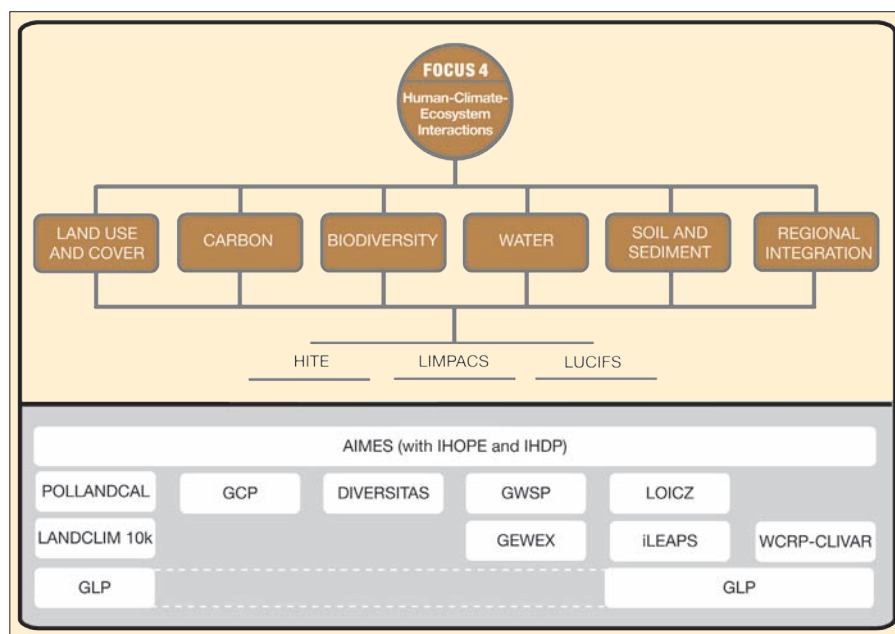 FOCUS 4
Human-Climate-
Ecosystem
Interactions
LAND USE
AND COVER
CARBON
BIODIVERSITY
WATER
SOIL AND
SEDIMENT
REGIONAL
INTEGRATION
HITE
LIMPACS
LUCIFS
AIMES (with IHOPE and IHDP)
POLLANDCAL
GCP
DIVERSITAS
GWSP
LOICZ
LANDCLIM 10k
GEWEX
iLEAPS
WCRP-CLIVAR
GLP
GLP